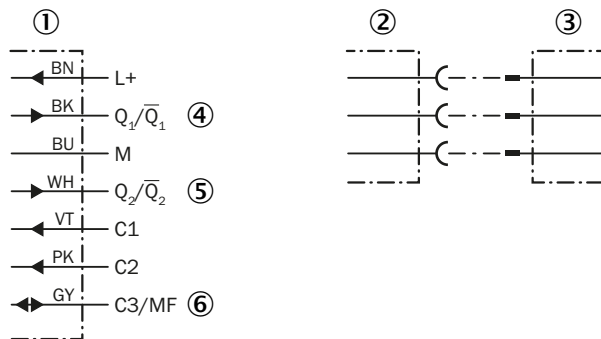 ① ② ③
BN L+
BK Q₁/Q̅₁ ④
BU M
WH Q₂/Q̅₂ ⑤
VT C1
PK C2
GY C3/MF ⑥